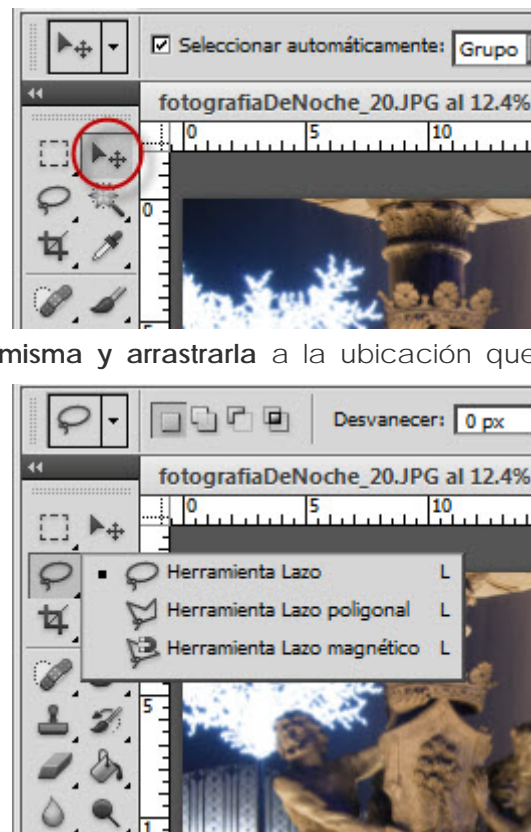 Seleccionar automáticamente: Grupo
fotografiaDeNoche_20.JPG al 12.4%
0 5 10
0
misma y arrastrarla a la ubicación que
Desvanecer: 0 px
fotografiaDeNoche_20.JPG al 12.4%
0 5 10
Herramienta Lazo L
Herramienta Lazo poligonal L
Herramienta Lazo magnético L
5
1